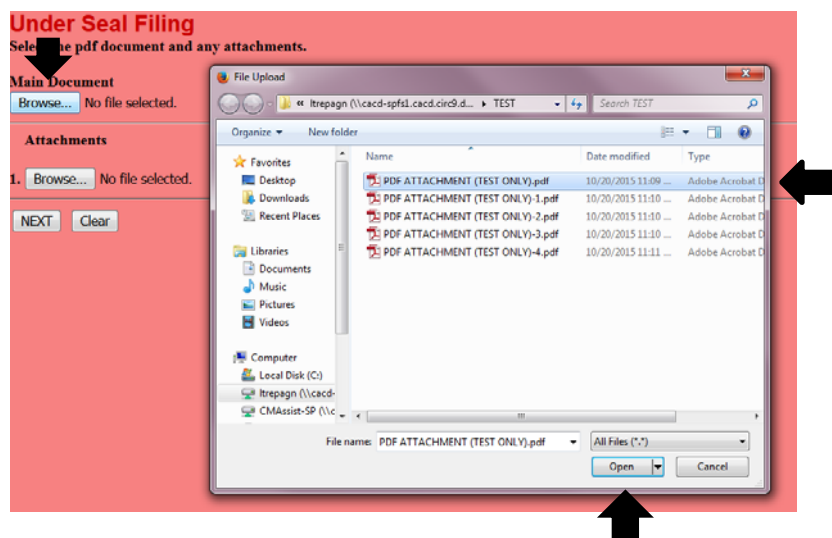 Under Seal Filing
Select the pdf document and any attachments.
Main Document
Browse... No file selected.
Attachments
1. Browse... No file selected.
NEXT Clear
File Upload
« ltrepagn (\\cacd-spfs1.cacd.circ9.d... ▸ TEST
Search TEST
Organize ▾ New folder
Favorites
Desktop
Downloads
Recent Places
Libraries
Documents
Music
Pictures
Videos
Computer
Local Disk (C:)
ltrepagn (\\cacd-
CMAssist-SP (\\c
Name Date modified Type
PDF ATTACHMENT (TEST ONLY).pdf 10/20/2015 11:09 ... Adobe Acrobat D
PDF ATTACHMENT (TEST ONLY)-1.pdf 10/20/2015 11:10 ... Adobe Acrobat D
PDF ATTACHMENT (TEST ONLY)-2.pdf 10/20/2015 11:10 ... Adobe Acrobat D
PDF ATTACHMENT (TEST ONLY)-3.pdf 10/20/2015 11:10 ... Adobe Acrobat D
PDF ATTACHMENT (TEST ONLY)-4.pdf 10/20/2015 11:11 ... Adobe Acrobat D
File name: PDF ATTACHMENT (TEST ONLY).pdf All Files (*.*)
Open Cancel